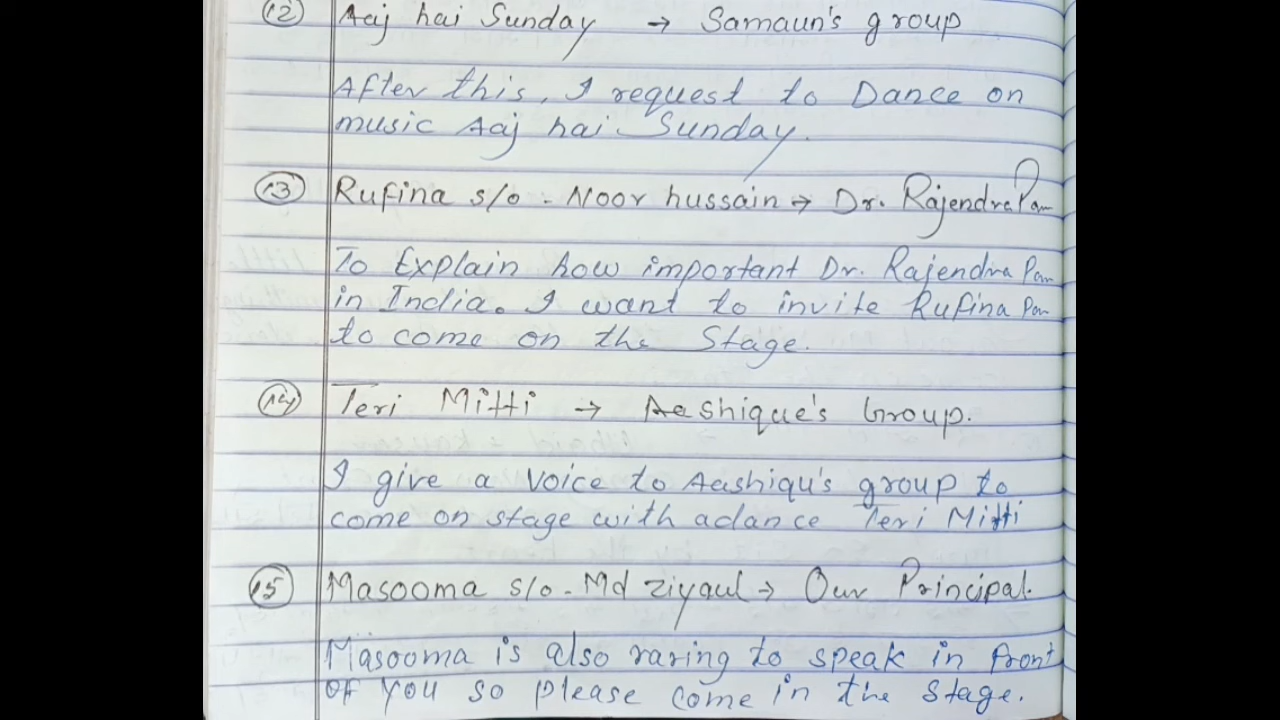 (12) Aaj hai Sunday → Samaun's group
After this, I request to Dance on
music Aaj hai Sunday.
(13) Rufina s/o - Noor hussain → Dr. Rajendra
To Explain how important Dr. Rajendra
in India. I want to invite Rufina
to come on the Stage.
(14) Teri Mitti → Aashique's Group.
I give a voice to Aashiqu's group to
come on stage with a dance Teri Mitti
(15) Masooma s/o - Md ziyaul → Our Principal.
Masooma is also raring to speak in front
of you so please come in the stage.